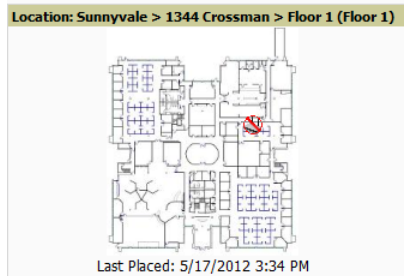 Location: Sunnyvale > 1344 Crossman > Floor 1 (Floor 1)
Last Placed: 5/17/2012 3:34 PM